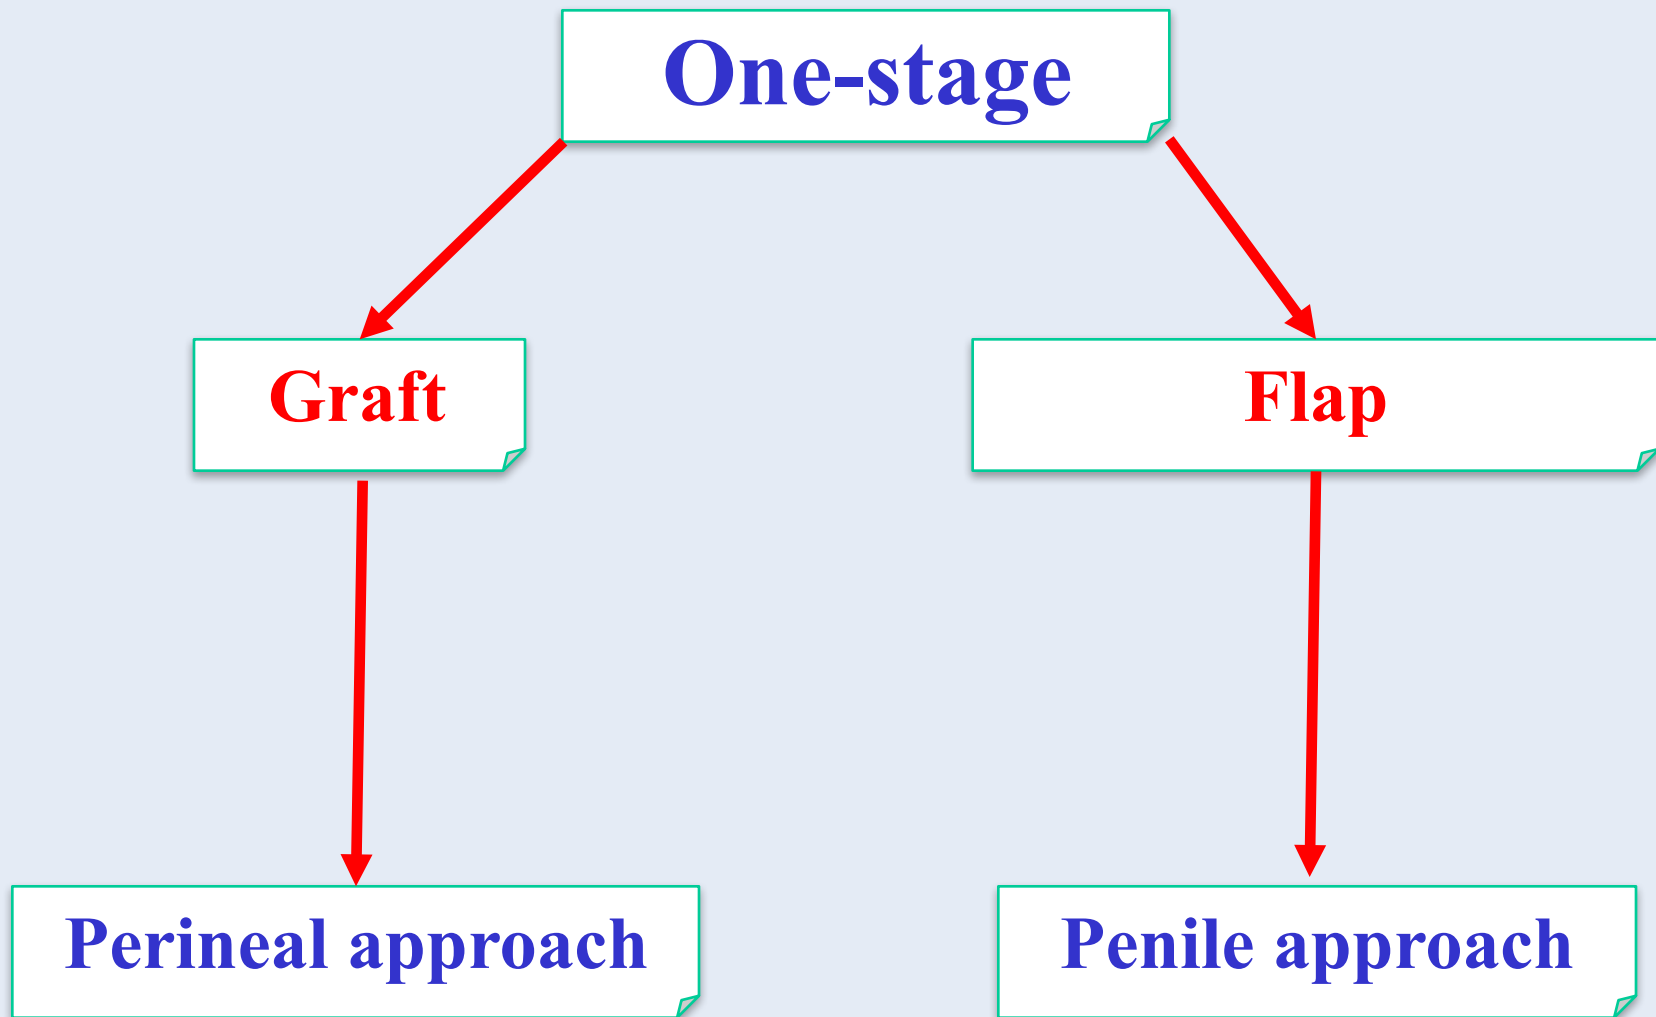 One-stage
Graft
Flap
Perineal approach
Penile approach